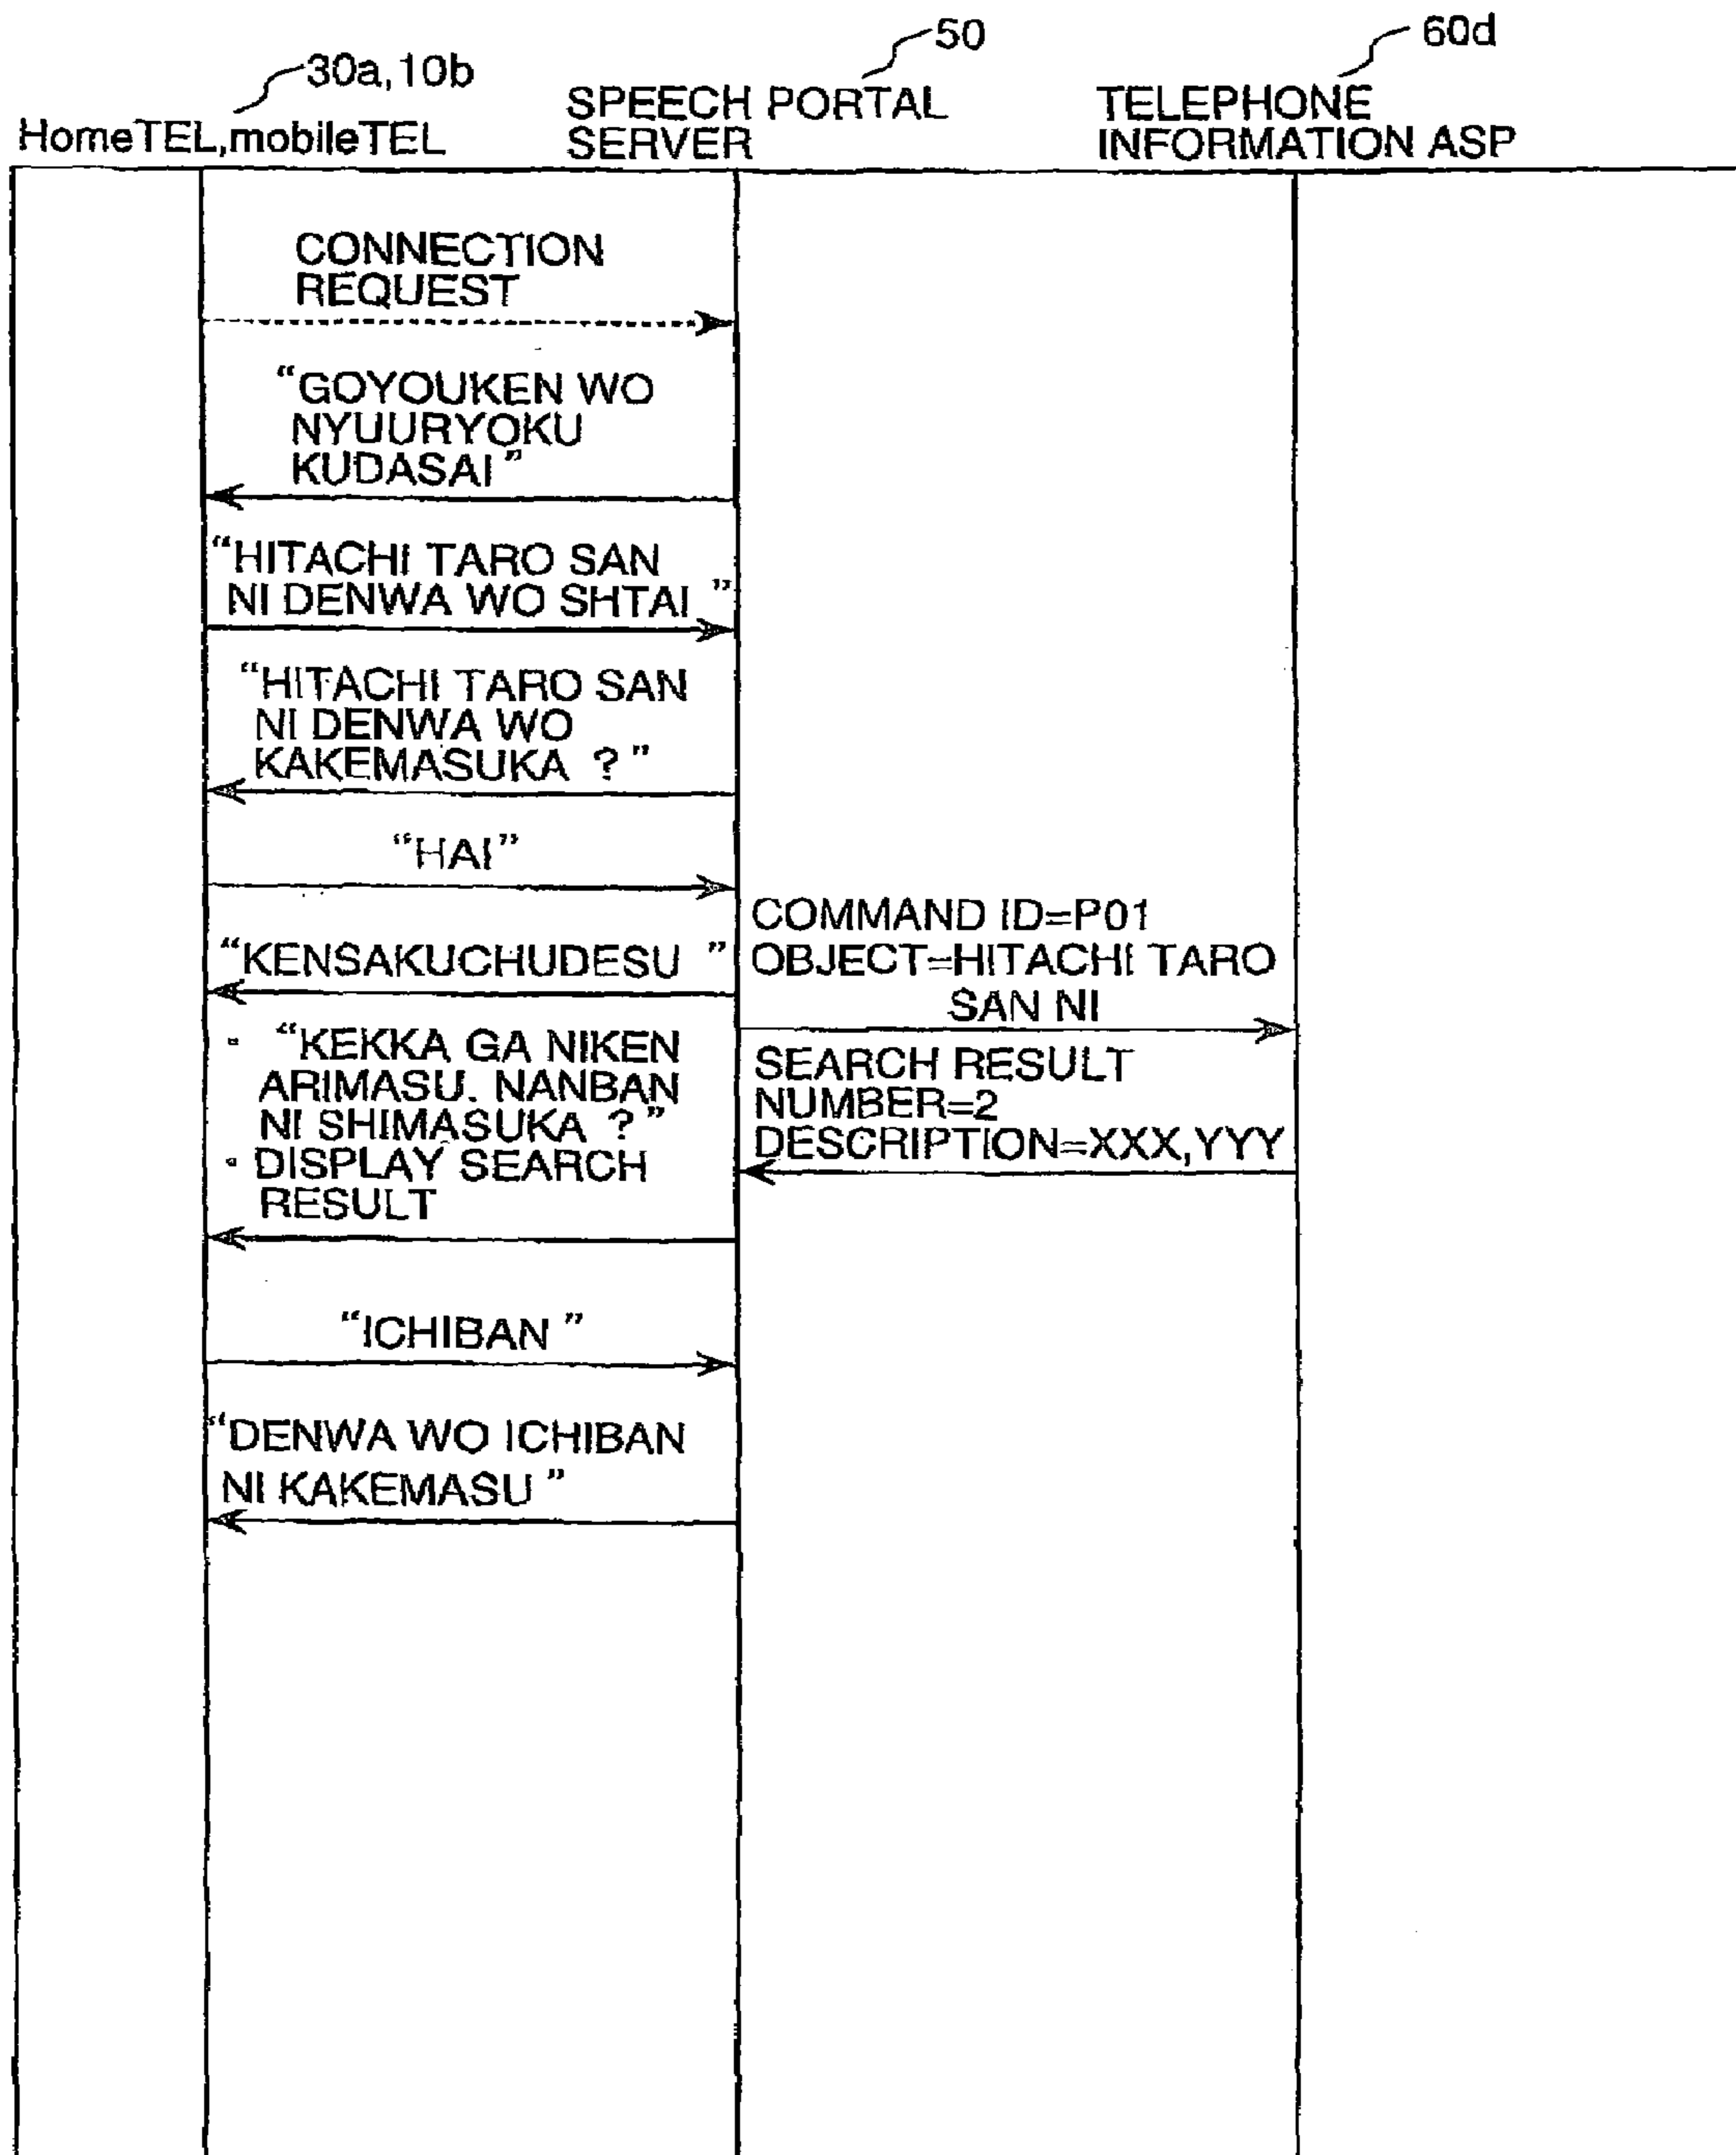 30a,10b
50
60d
HomeTEL,mobileTEL
SPEECH PORTAL
SERVER
TELEPHONE
INFORMATION ASP
CONNECTION
REQUEST
“GOYOUKEN WO
NYUURYOKU
KUDASAI”
“HITACHI TARO SAN
NI DENWA WO SHTAI ”
“HITACHI TARO SAN
NI DENWA WO
KAKEMASUKA ?”
“HAI”
COMMAND ID=P01
OBJECT=HITACHI TARO
SAN NI
“KENSAKUCHUDESU ”
SEARCH RESULT
NUMBER=2
DESCRIPTION=XXX,YYY
▪ “KEKKA GA NIKEN
ARIMASU. NANBAN
NI SHIMASUKA ?”
▪ DISPLAY SEARCH
RESULT
“ICHIBAN ”
“DENWA WO ICHIBAN
NI KAKEMASU ”